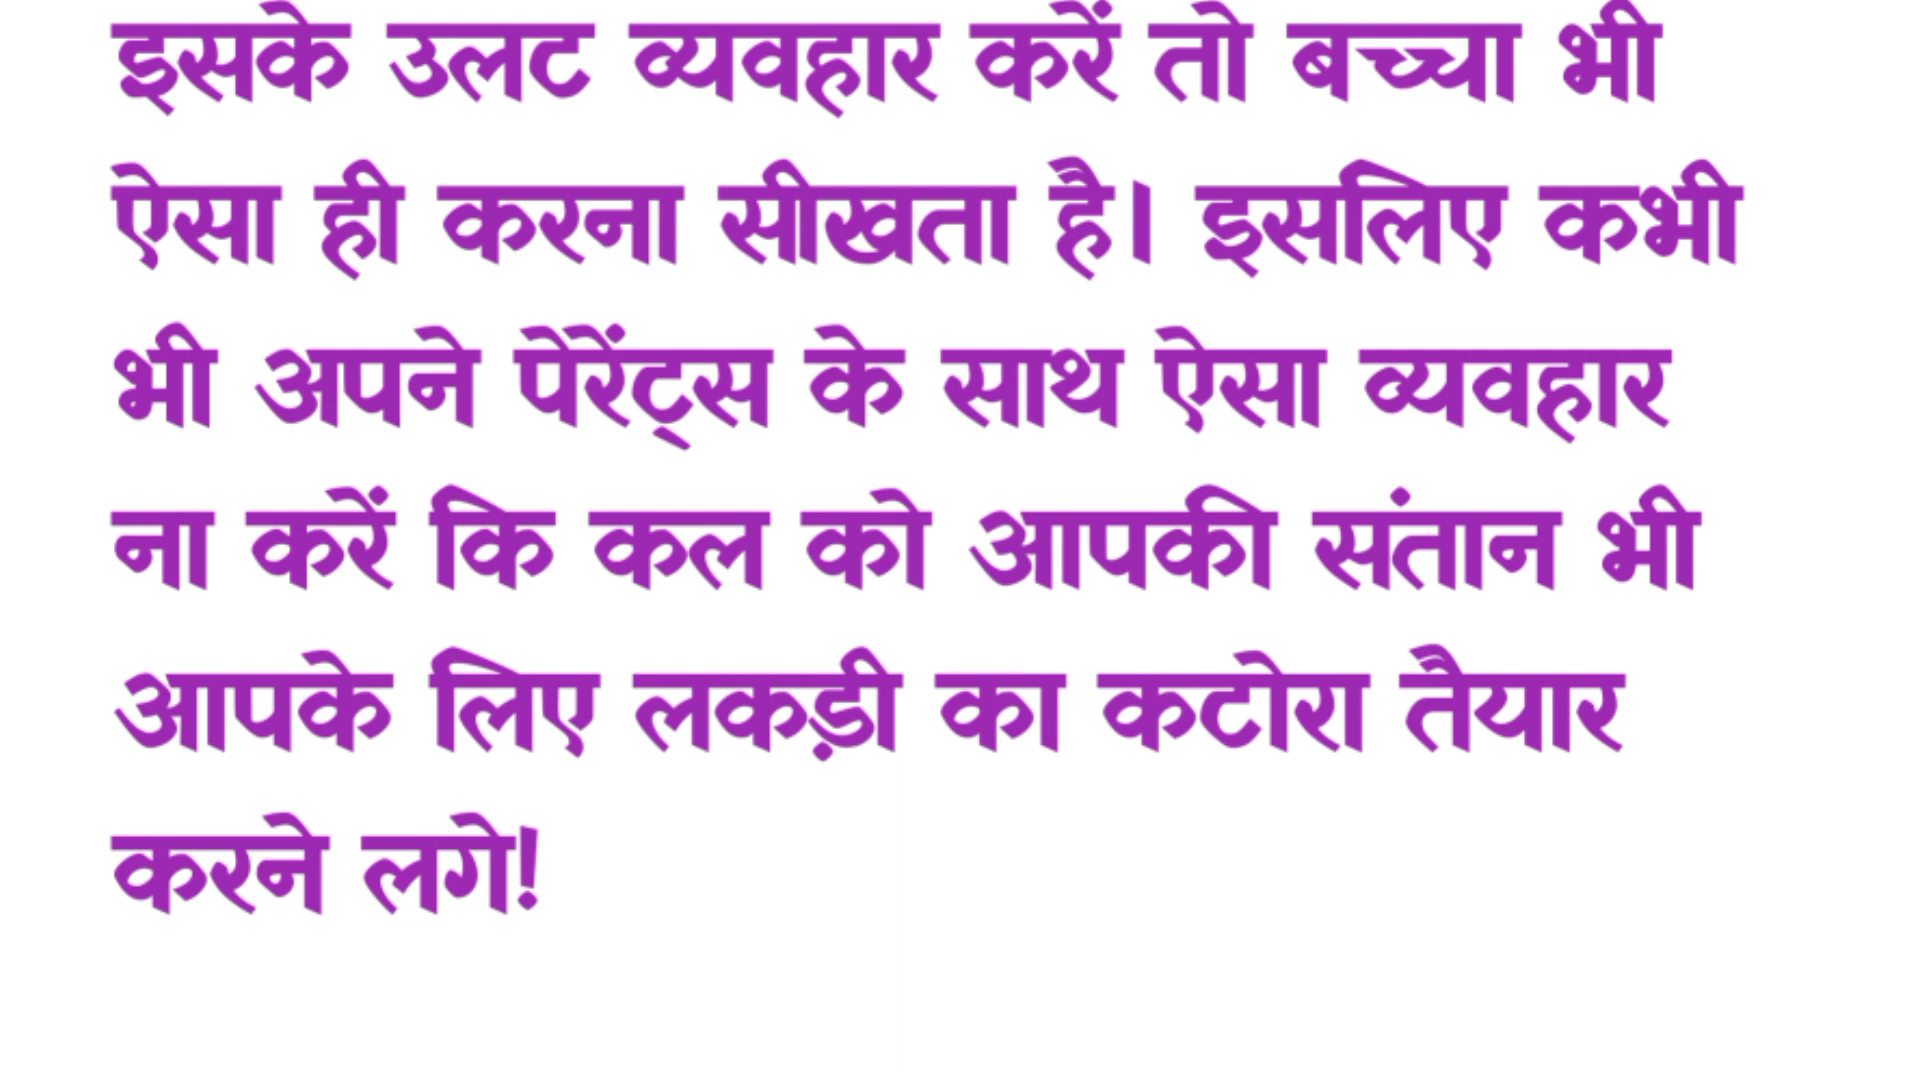 इसके उलट व्यवहार करें तो बच्चा भी
ऐसा ही करना सीखता है। इसलिए कभी
भी अपने पेरेंट्स के साथ ऐसा व्यवहार
ना करें कि कल को आपकी संतान भी
आपके लिए लकड़ी का कटोरा तैयार
करने लगे!